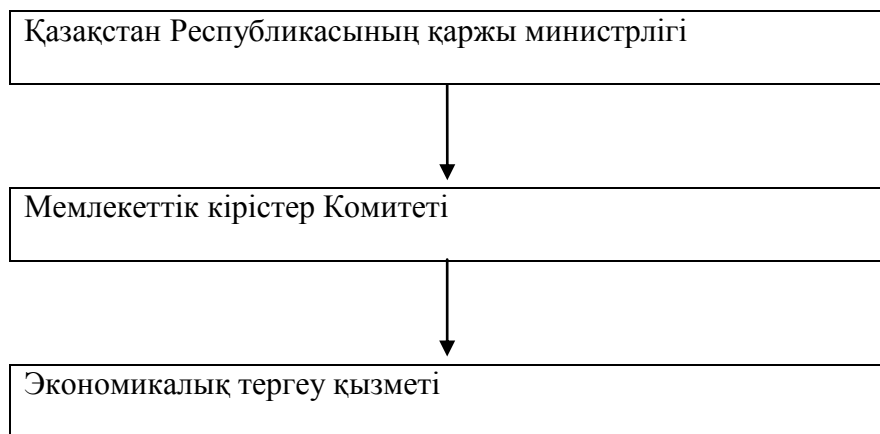 Қазақстан Республикасының қаржы министрлігі
Мемлекеттік кірістер Комитеті
Экономикалық тергеу қызметі